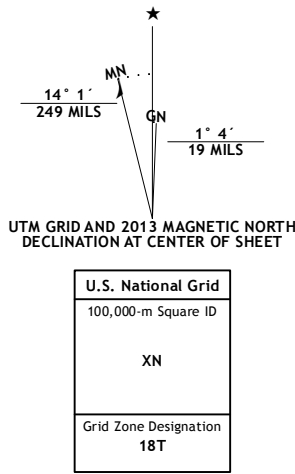 ★
MN
14° 1´
249 MILS
GN
1° 4´
19 MILS
UTM GRID AND 2013 MAGNETIC NORTH
DECLINATION AT CENTER OF SHEET
U.S. National Grid
100,000-m Square ID
XN
Grid Zone Designation
18T